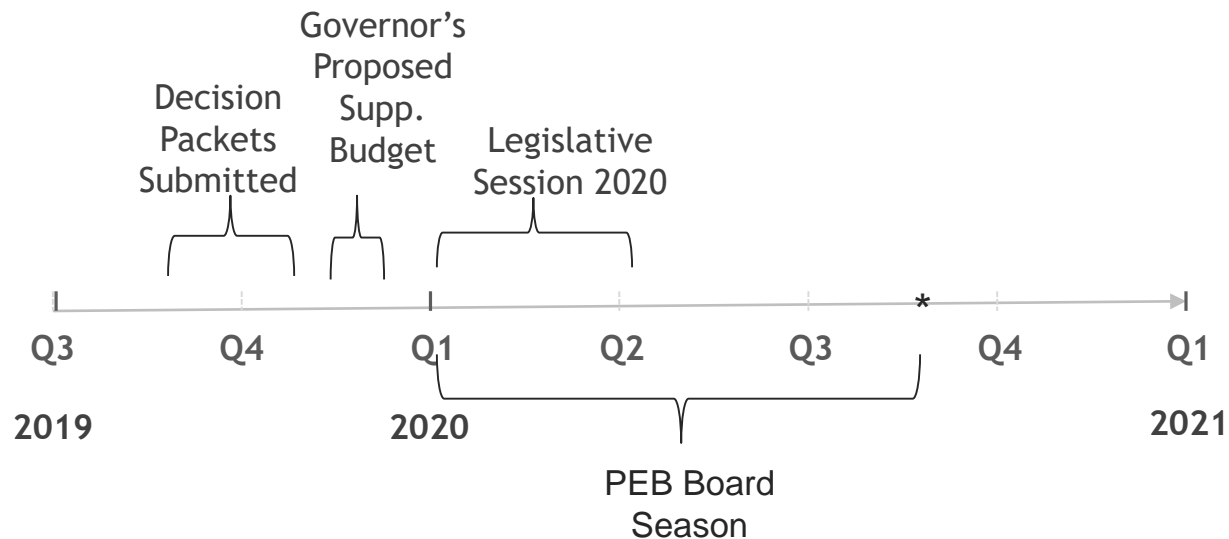 Governor’s
Proposed
Supp.
Budget
Decision
Packets
Submitted
Legislative
Session 2020
*
Q3
Q4
Q1
Q2
Q3
Q4
Q1
2019
2020
2021
PEB Board
Season